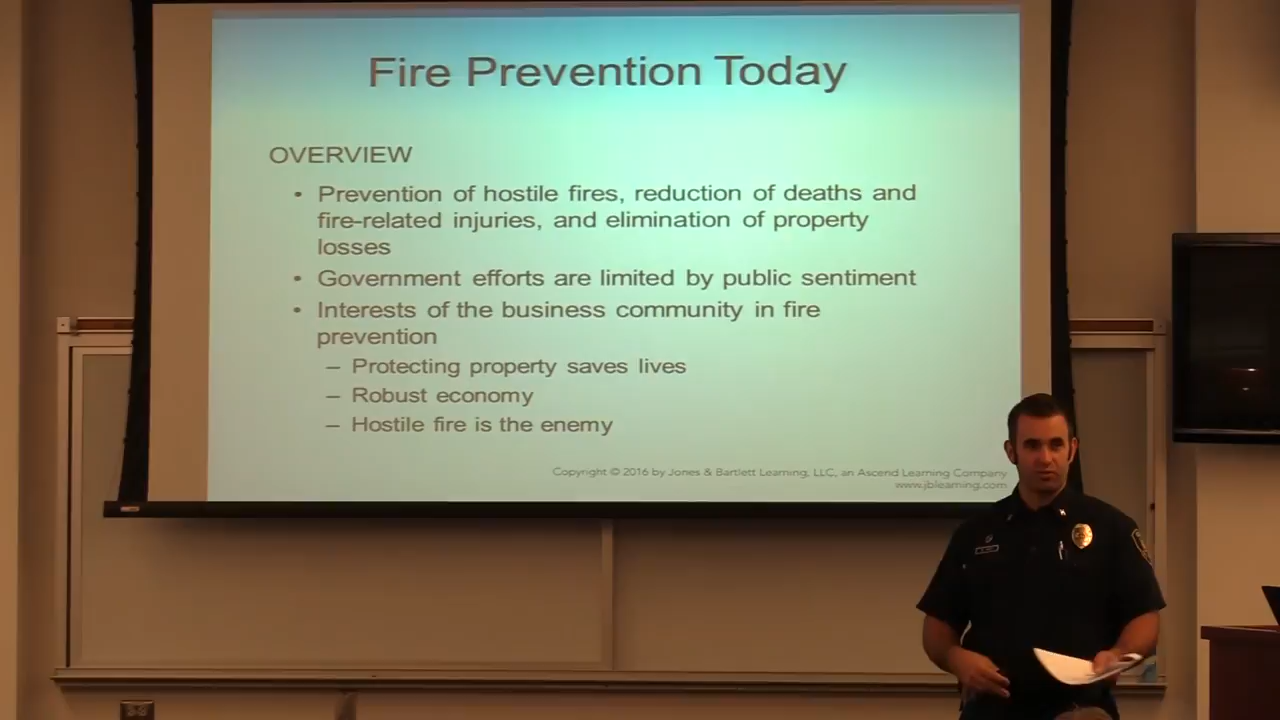 Fire Prevention Today
OVERVIEW
• Prevention of hostile fires, reduction of deaths and
fire-related injuries, and elimination of property
losses
• Government efforts are limited by public sentiment
• Interests of the business community in fire
prevention
– Protecting property saves lives
– Robust economy
– Hostile fire is the enemy
Copyright © 2016 by Jones & Bartlett Learning, LLC, an Ascend Learning Company
www.jblearning.com